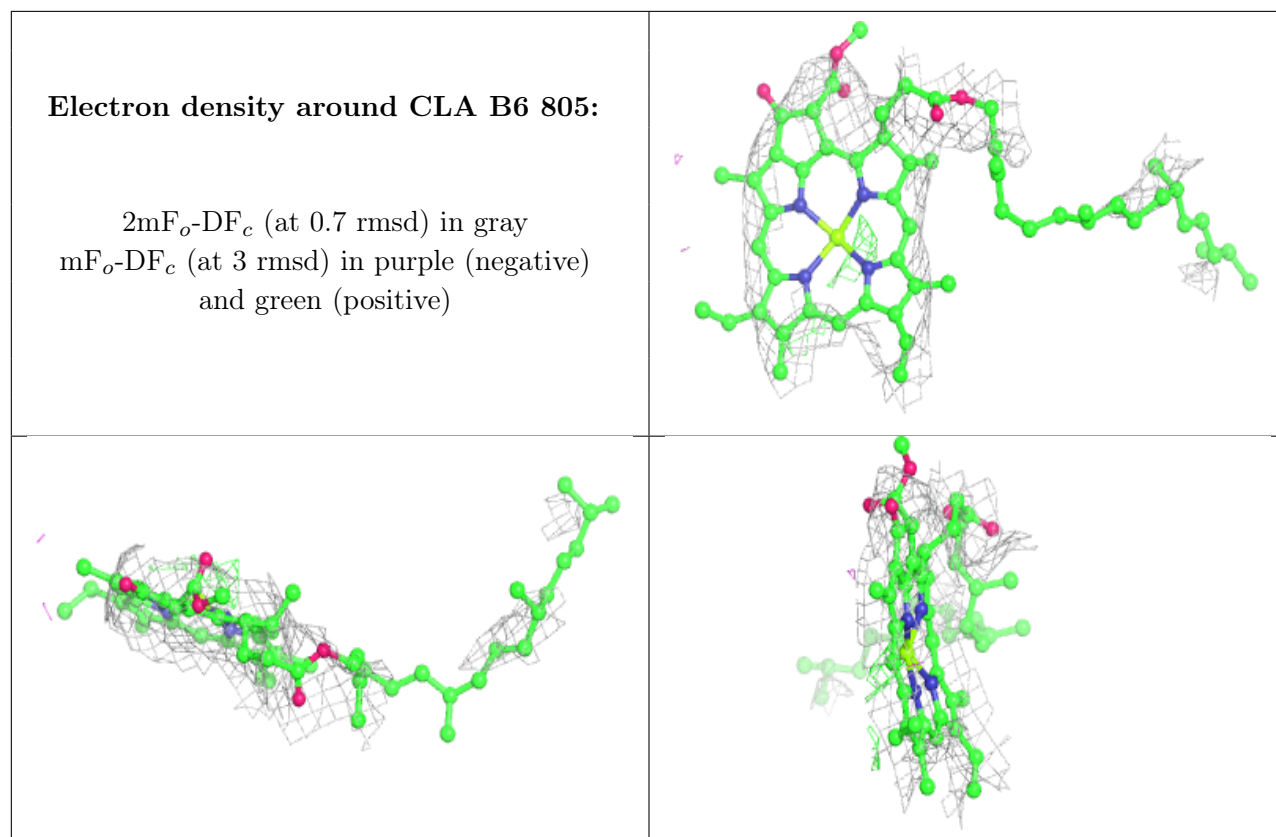 Electron density around CLA B6 805:
2mFₒ-DF𝒸 (at 0.7 rmsd) in gray
mFₒ-DF𝒸 (at 3 rmsd) in purple (negative)
and green (positive)